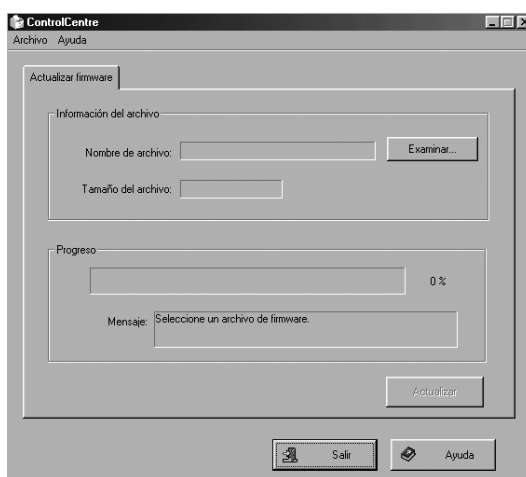 ControlCentre
Archivo Ayuda
Actualizar firmware
Información del archivo
Nombre de archivo:
Examinar...
Tamaño del archivo:
Progreso
0 %
Mensaje: Seleccione un archivo de firmware.
Actualizar
Salir Ayuda